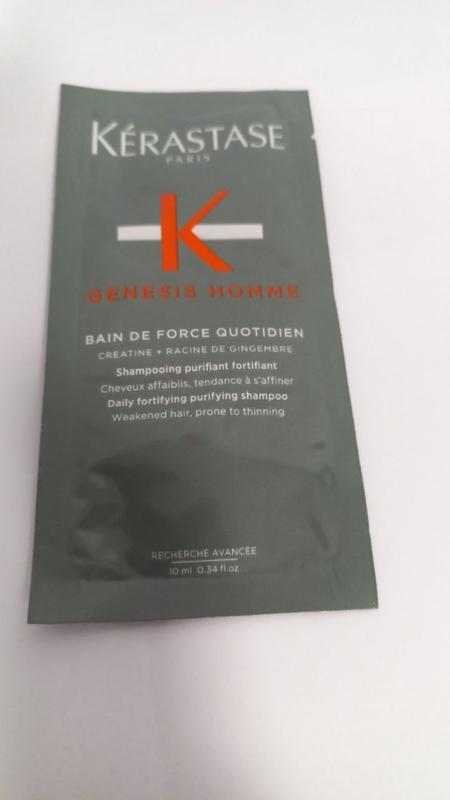 KÉRASTASE
PARIS
K
GENESIS HOMME
BAIN DE FORCE QUOTIDIEN
CREATINE + RACINE DE GINGEMBRE
Shampooing purifiant fortifiant
Cheveux affaiblis, tendance à s'affiner
Daily fortifying purifying shampoo
Weakened hair, prone to thinning
RECHERCHE AVANCÉE
10 ml 0.34 fl.oz